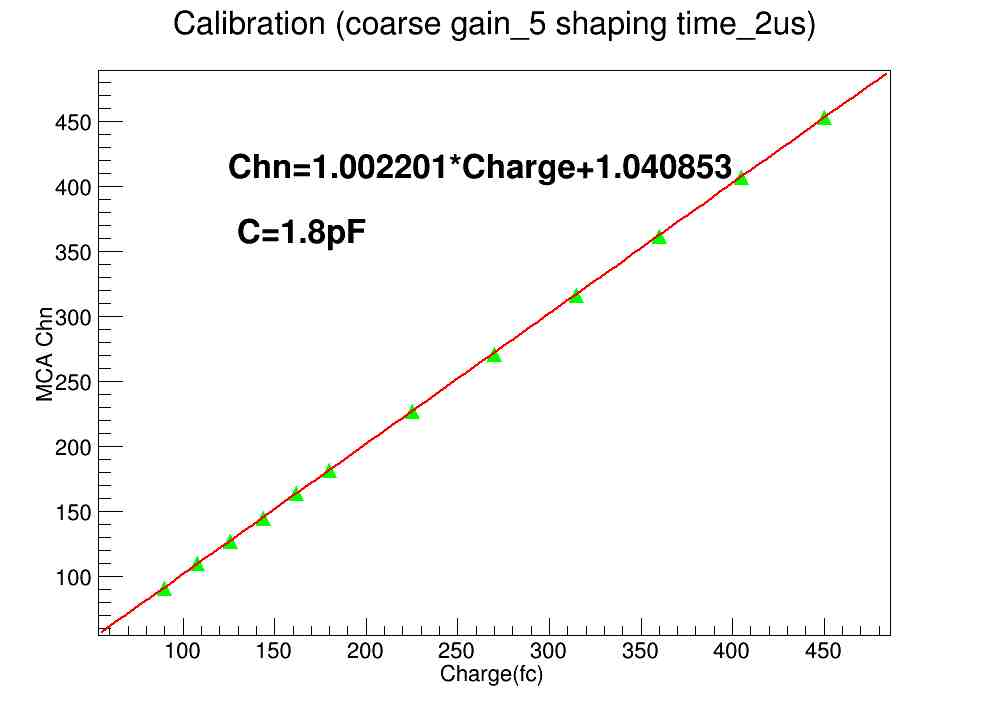 Calibration (coarse gain_5 shaping time_2us)
450
Chn=1.002201*Charge+1.040853
400
C=1.8pF
350
300
MCA Chn
250
200
150
100
100 150 200 250 300 350 400 450
Charge(fc)